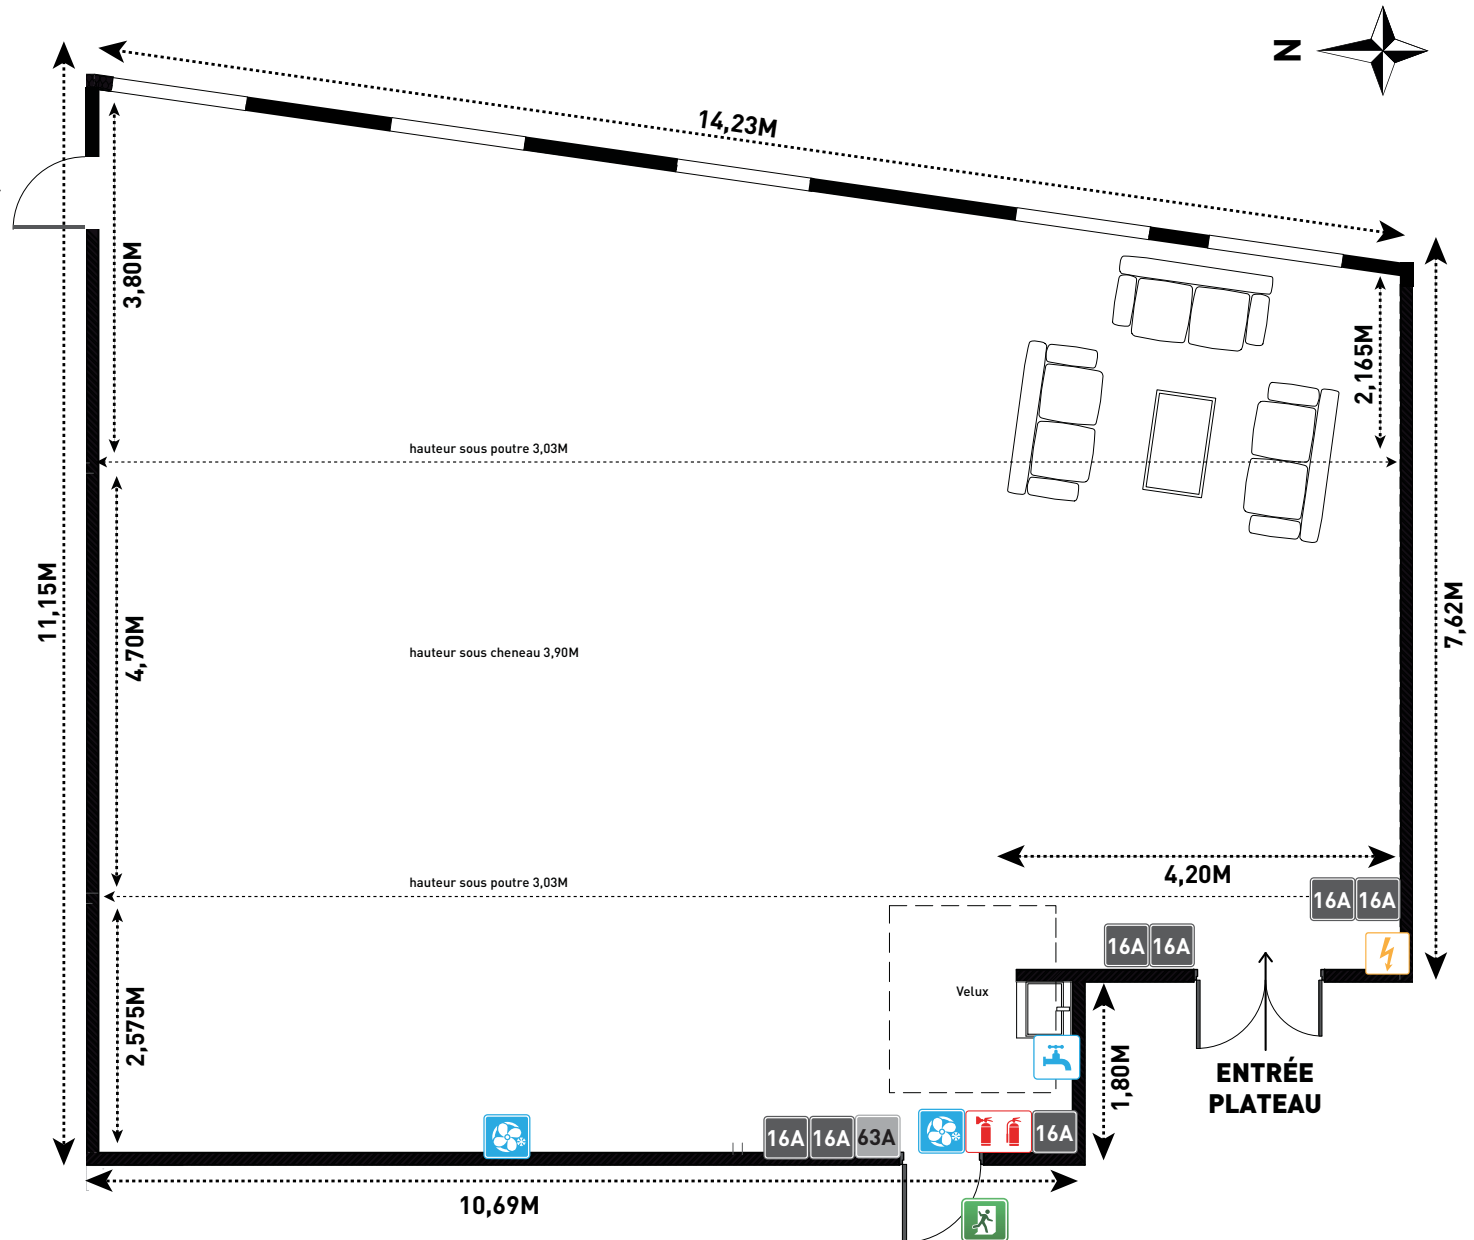 N
14,23M
3,80M
2,165M
hauteur sous poutre 3,03M
11,15M
4,70M
hauteur sous cheneau 3,90M
7,62M
4,20M
hauteur sous poutre 3,03M
16A 16A
16A 16A
Velux
2,575M
1,80M
ENTRÉE
PLATEAU
16A 16A 63A
16A
10,69M